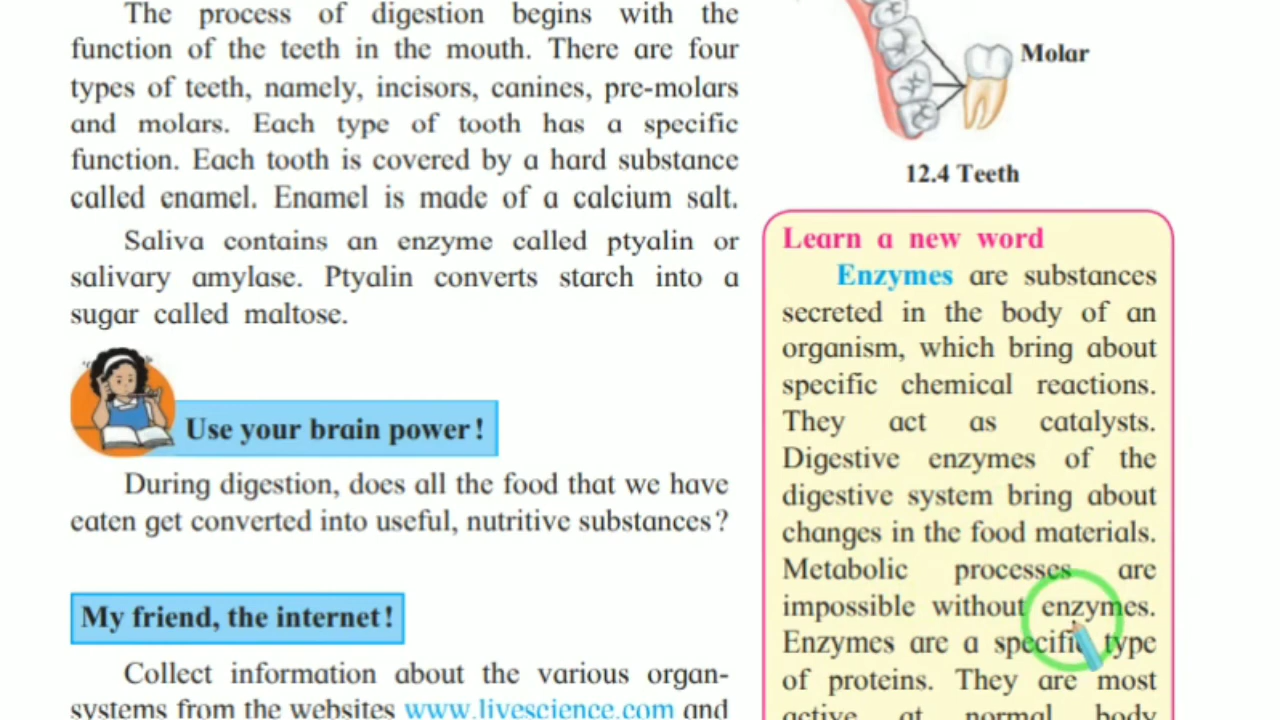 The process of digestion begins with the
function of the teeth in the mouth. There are four
types of teeth, namely, incisors, canines, pre-molars
and molars. Each type of tooth has a specific
function. Each tooth is covered by a hard substance
called enamel. Enamel is made of a calcium salt.
Saliva contains an enzyme called ptyalin or
salivary amylase. Ptyalin converts starch into a
sugar called maltose.
Use your brain power!
During digestion, does all the food that we have
eaten get converted into useful, nutritive substances?
My friend, the internet!
Collect information about the various organ-
systems from the websites www.livescience.com and
Molar
12.4 Teeth
Learn a new word
Enzymes are substances
secreted in the body of an
organism, which bring about
specific chemical reactions.
They act as catalysts.
Digestive enzymes of the
digestive system bring about
changes in the food materials.
Metabolic processes are
impossible without enzymes.
Enzymes are a specific type
of proteins. They are most
active at normal body